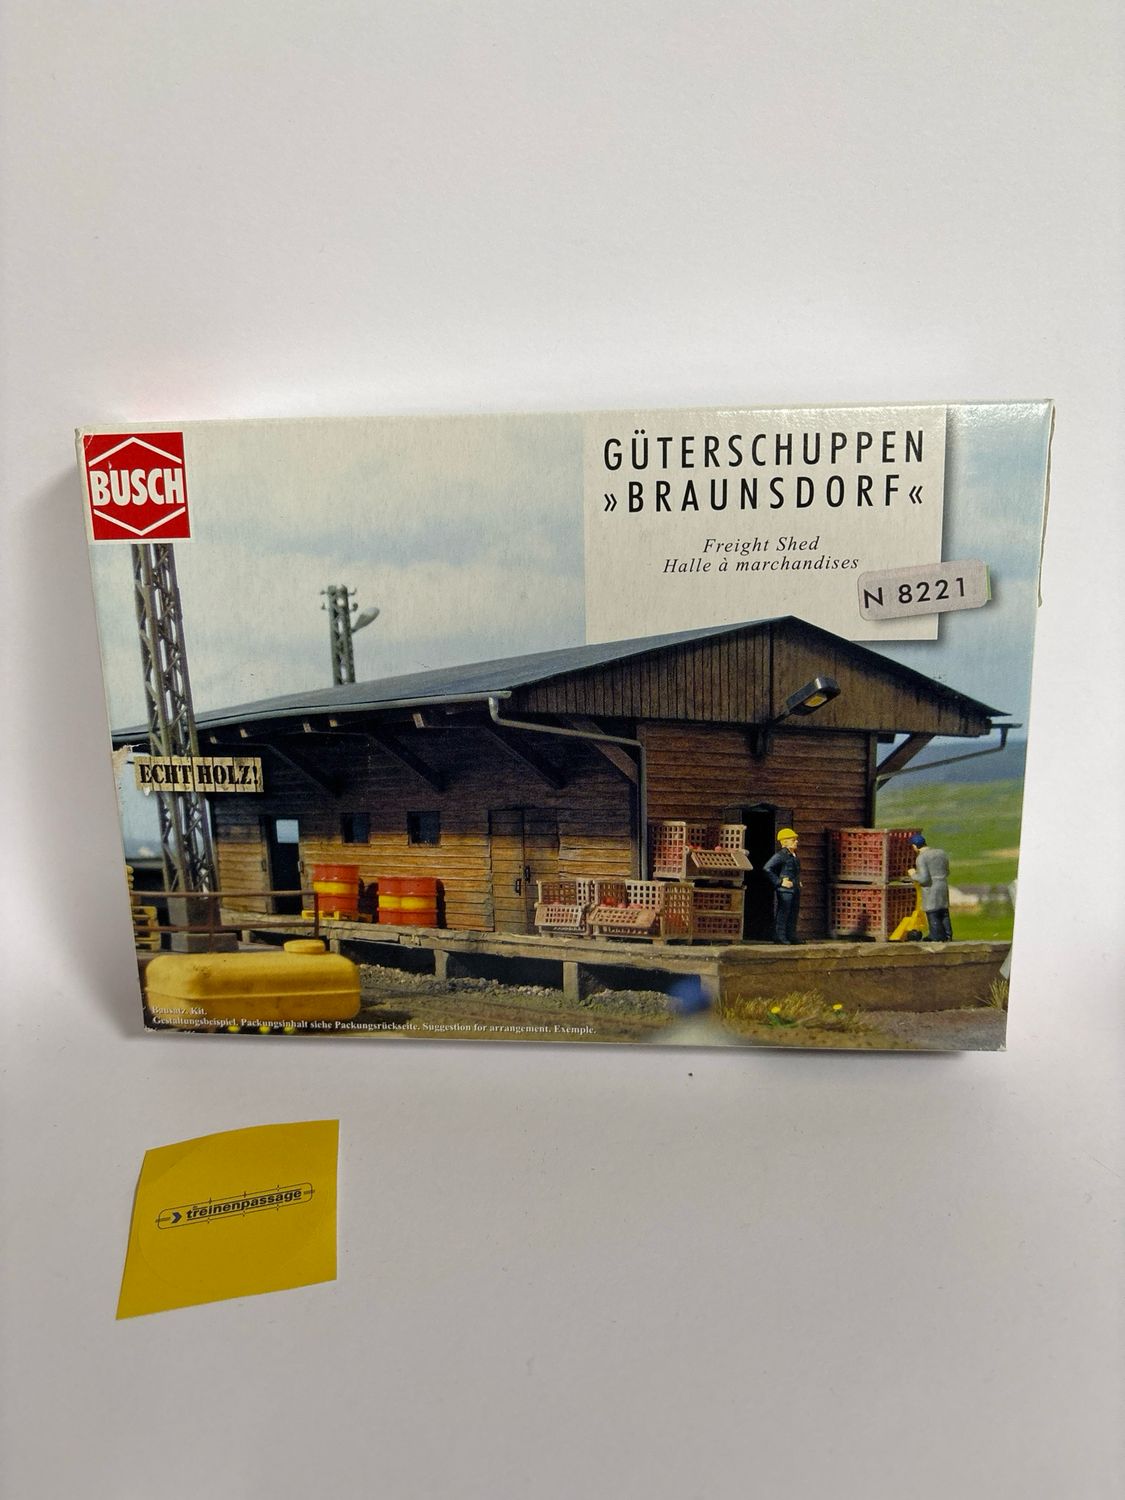 BUSCH
GÜTERSCHUPPEN
»BRAUNSDORF«
Freight Shed
Halle à marchandises
N 8221
ECHT HOLZ!
Bausatz. Kit.
Gestaltungsbeispiel. Packungsinhalt siehe Packungsrückseite. Suggestion for arrangement. Exemple.
treinenpassage